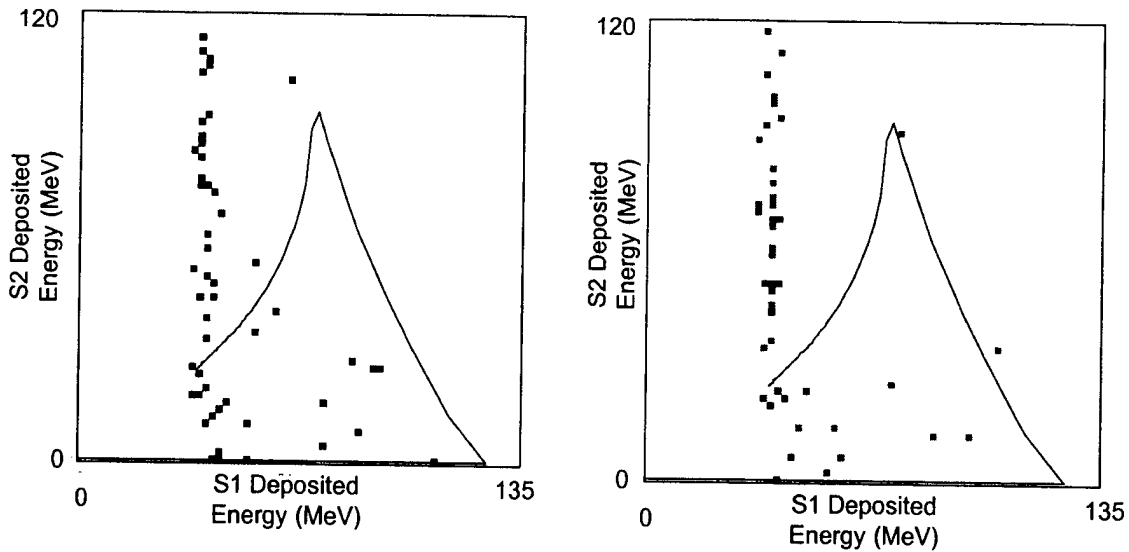 120
S2 Deposited
Energy (MeV)
0
0
S1 Deposited
Energy (MeV)
135
120
S2 Deposited
Energy (MeV)
0
0
S1 Deposited
Energy (MeV)
135